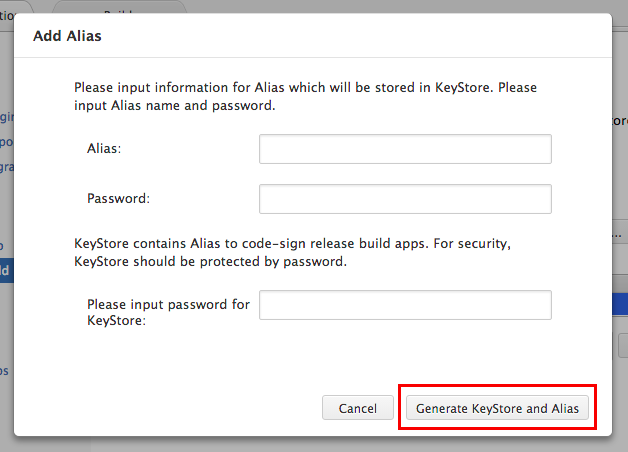 Add Alias
Please input information for Alias which will be stored in KeyStore. Please
input Alias name and password.
Alias:
Password:
KeyStore contains Alias to code-sign release build apps. For security,
KeyStore should be protected by password.
Please input password for
KeyStore:
Cancel
Generate KeyStore and Alias